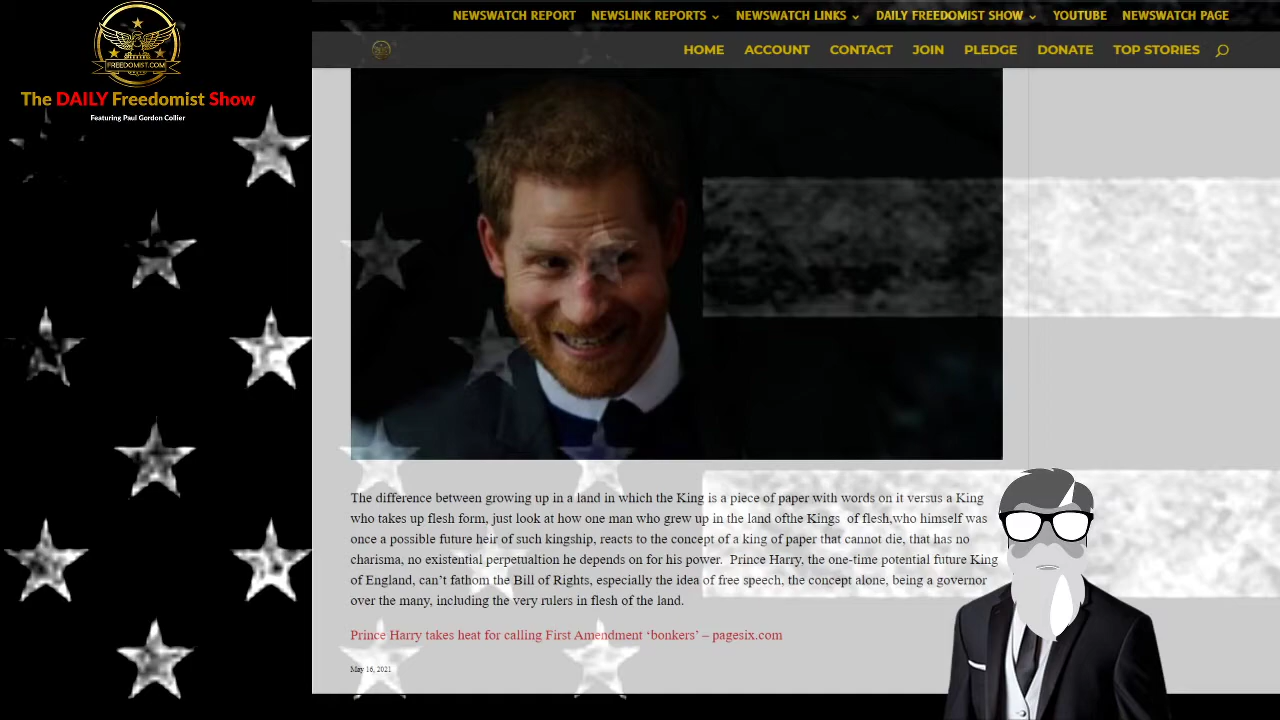 FREEDOMIST.COM
The DAILY Freedomist Show
Featuring Paul Gordon Collier
NEWSWATCH REPORT NEWSLINK REPORTS NEWSWATCH LINKS DAILY FREEDOMIST SHOW YOUTUBE NEWSWATCH PAGE
HOME ACCOUNT CONTACT JOIN PLEDGE DONATE TOP STORIES
The difference between growing up in a land in which the King is a piece of paper with words on it versus a King
who takes up flesh form, just look at how one man who grew up in the land ofthe Kings of flesh,who himself was
once a possible future heir of such kingship, reacts to the concept of a king of paper that cannot die, that has no
charisma, no existential perpetualtion he depends on for his power. Prince Harry, the one-time potential future King
of England, can't fathom the Bill of Rights, especially the idea of free speech, the concept alone, being a governor
over the many, including the very rulers in flesh of the land.
Prince Harry takes heat for calling First Amendment ‘bonkers’ – pagesix.com
May 16, 2021